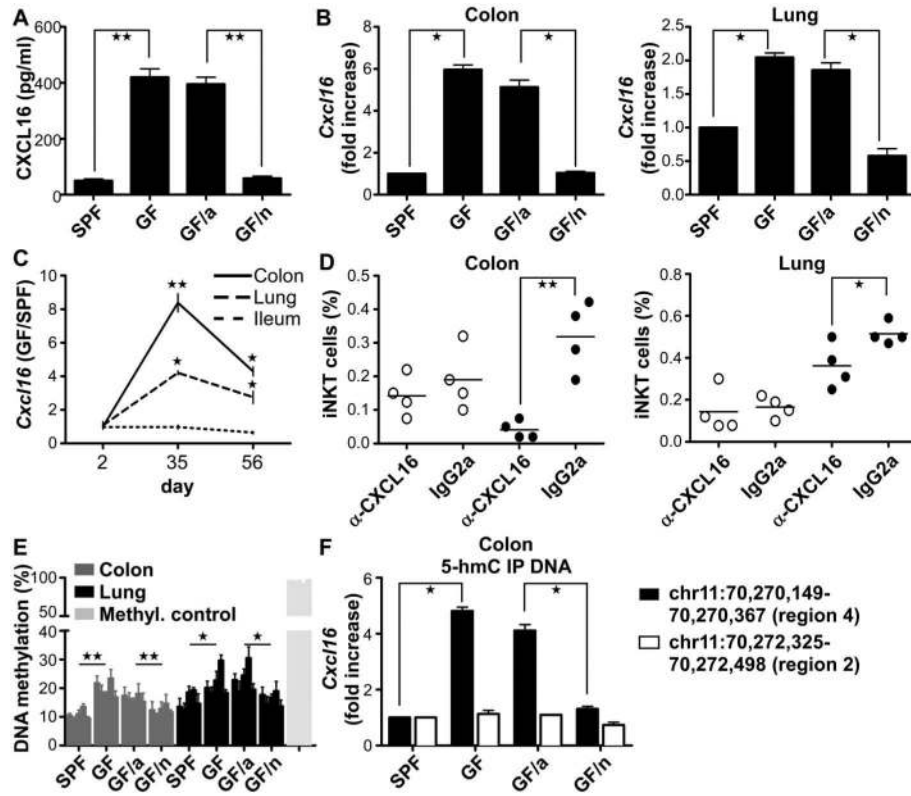 A
CXCL16 (pg/ml)
600
400
200
0
★★
★★
SPF
GF
GF/a
GF/n
B
Colon
Cxcl16
(fold increase)
8
6
4
2
0
★
★
SPF
GF
GF/a
GF/n
Lung
Cxcl16
(fold increase)
2.5
2.0
1.5
1.0
0.5
0.0
★
★
SPF
GF
GF/a
GF/n
C
Cxcl16 (GF/SPF)
10
8
6
4
2
0
★★
★
★
★
Colon
Lung
Ileum
2
35
56
day
D
Colon
iNKT cells (%)
0.5
0.4
0.3
0.2
0.1
0.0
★★
α-CXCL16
IgG2a
α-CXCL16
IgG2a
Lung
iNKT cells (%)
0.8
0.6
0.4
0.2
0.0
★
α-CXCL16
IgG2a
α-CXCL16
IgG2a
E
DNA methylation (%)
100
50
40
30
20
10
0
Colon
Lung
Methyl. control
★★
★★
★
★
SPF
GF
GF/a
GF/n
SPF
GF
GF/a
GF/n
F
Colon
5-hmC IP DNA
Cxcl16
(fold increase)
6
4
2
0
★
★
SPF
GF
GF/a
GF/n
chr11:70,270,149-
70,270,367 (region 4)
chr11:70,272,325-
70,272,498 (region 2)